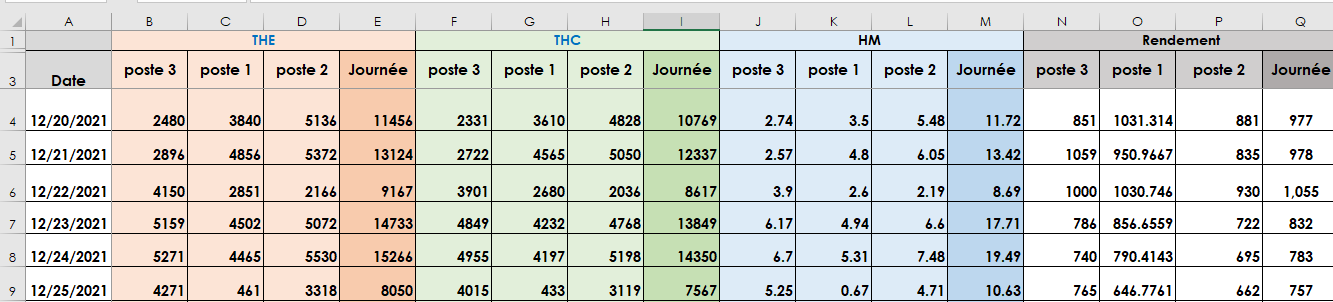 A B C D E F G H I J K L M N O P Q
1 THE THC HM Rendement
3 Date poste 3 poste 1 poste 2 Journée poste 3 poste 1 poste 2 Journée poste 3 poste 1 poste 2 Journée poste 3 poste 1 poste 2 Journée
4 12/20/2021 2480 3840 5136 11456 2331 3610 4828 10769 2.74 3.5 5.48 11.72 851 1031.314 881 977
5 12/21/2021 2896 4856 5372 13124 2722 4565 5050 12337 2.57 4.8 6.05 13.42 1059 950.9667 835 978
6 12/22/2021 4150 2851 2166 9167 3901 2680 2036 8617 3.9 2.6 2.19 8.69 1000 1030.746 930 1,055
7 12/23/2021 5159 4502 5072 14733 4849 4232 4768 13849 6.17 4.94 6.6 17.71 786 856.6559 722 832
8 12/24/2021 5271 4465 5530 15266 4955 4197 5198 14350 6.7 5.31 7.48 19.49 740 790.4143 695 783
9 12/25/2021 4271 461 3318 8050 4015 433 3119 7567 5.25 0.67 4.71 10.63 765 646.7761 662 757